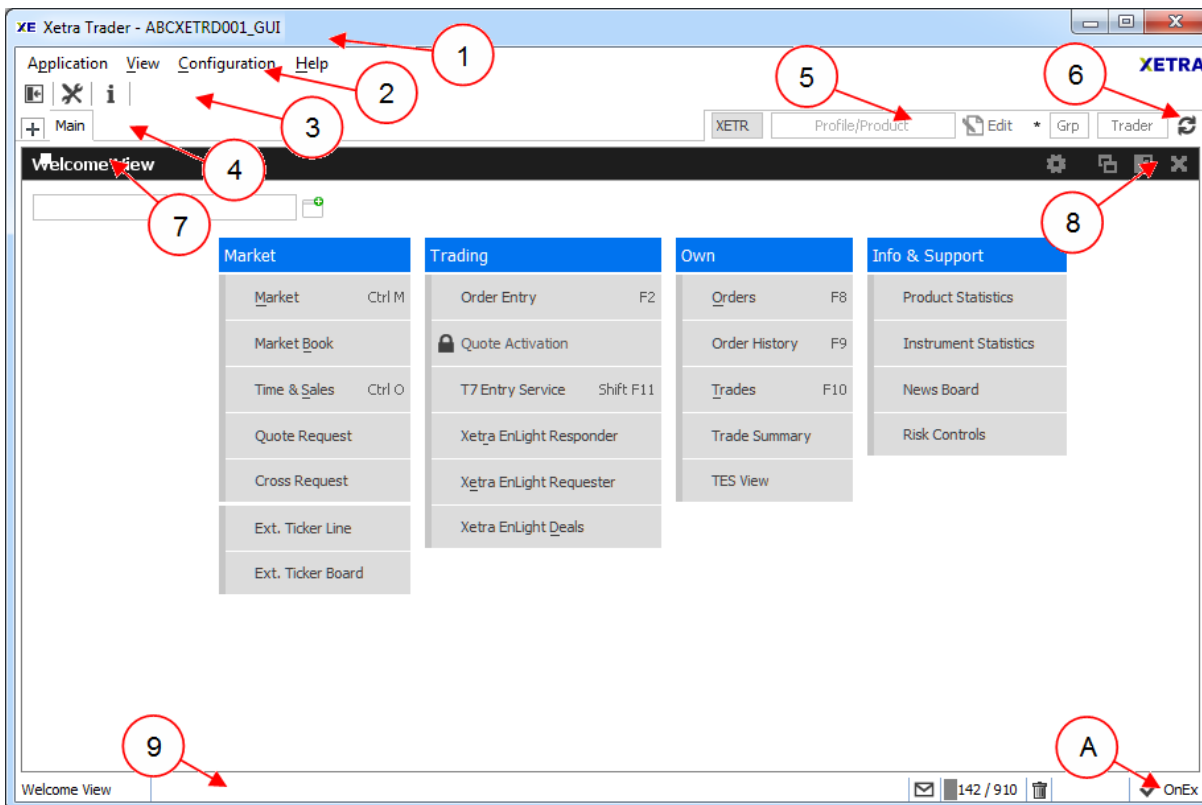 XE Xetra Trader - ABCXETRD001_GUI
1
Application View Configuration Help
2
5
6
XETRA
3
Main
4
XETR Profile/Product Edit * Grp Trader
Welcome View
7
8
Market
Market Ctrl M
Market Book
Time & Sales Ctrl O
Quote Request
Cross Request
Ext. Ticker Line
Ext. Ticker Board
Trading
Order Entry F2
Quote Activation
T7 Entry Service Shift F11
Xetra EnLight Responder
Xetra EnLight Requester
Xetra EnLight Deals
Own
Orders F8
Order History F9
Trades F10
Trade Summary
TES View
Info & Support
Product Statistics
Instrument Statistics
News Board
Risk Controls
9
A
Welcome View 142 / 910 OnEx